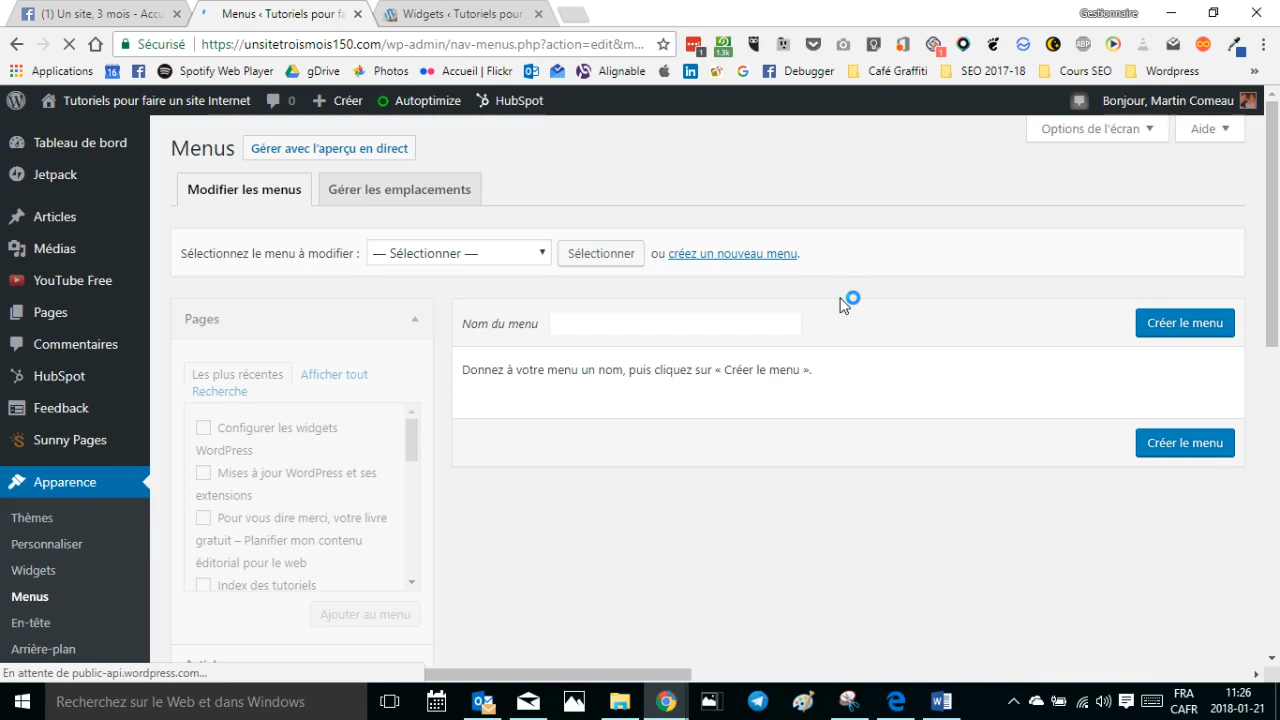 (1) Un site, 3 mois - Accu
Menus ‹ Tutoriels pour fa
Widgets ‹ Tutoriels pour
Gestionnaire
Sécurisé
https://unsitetroismois150.com/wp-admin/nav-menus.php?action=edit&m...
1
1.3k
1
ABP
Applications
16
Spotify Web Player
gDrive
Photos
Accueil | Flickr
Alignable
Debugger
Café Graffiti
SEO 2017-18
Cours SEO
Wordpress
»
Tutoriels pour faire un site Internet
0
Créer
Autoptimize
HubSpot
Bonjour, Martin Comeau
Options de l'écran
Aide
Tableau de bord
Jetpack
Articles
Médias
YouTube Free
Pages
Commentaires
HubSpot
Feedback
Sunny Pages
Apparence
Thèmes
Personnaliser
Widgets
Menus
En-tête
Arrière-plan
Menus
Gérer avec l'aperçu en direct
Modifier les menus
Gérer les emplacements
Sélectionnez le menu à modifier :
— Sélectionner —
Sélectionner
ou créez un nouveau menu.
Pages
Les plus récentes
Afficher tout
Recherche
Configurer les widgets
WordPress
Mises à jour WordPress et ses
extensions
Pour vous dire merci, votre livre
gratuit – Planifier mon contenu
éditorial pour le web
Index des tutoriels
Ajouter au menu
Nom du menu
Créer le menu
Donnez à votre menu un nom, puis cliquez sur « Créer le menu ».
Créer le menu
En attente de public-api.wordpress.com...
Recherchez sur le Web et dans Windows
FRA
CAFR
11:26
2018-01-21